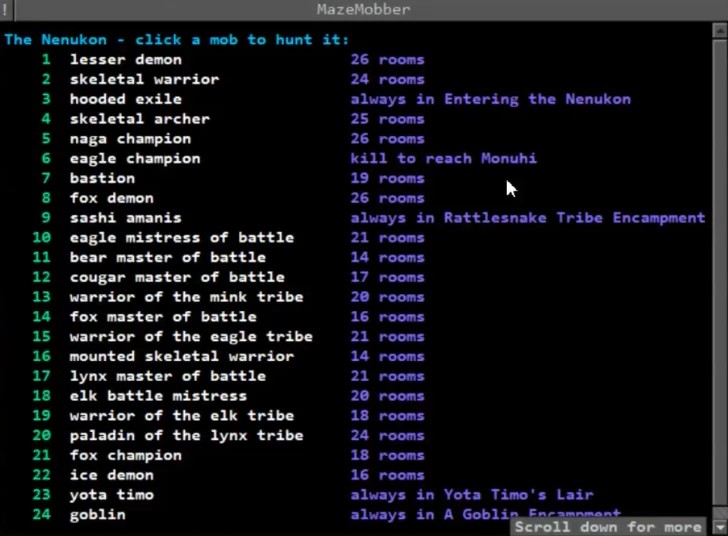 ! MazeMobber
The Nenukon - click a mob to hunt it:
1 lesser demon 26 rooms
2 skeletal warrior 24 rooms
3 hooded exile always in Entering the Nenukon
4 skeletal archer 25 rooms
5 naga champion 26 rooms
6 eagle champion kill to reach Monuhi
7 bastion 19 rooms
8 fox demon 26 rooms
9 sashi amanis always in Rattlesnake Tribe Encampment
10 eagle mistress of battle 21 rooms
11 bear master of battle 14 rooms
12 cougar master of battle 17 rooms
13 warrior of the mink tribe 20 rooms
14 fox master of battle 16 rooms
15 warrior of the eagle tribe 21 rooms
16 mounted skeletal warrior 14 rooms
17 lynx master of battle 21 rooms
18 elk battle mistress 20 rooms
19 warrior of the elk tribe 18 rooms
20 paladin of the lynx tribe 24 rooms
21 fox champion 18 rooms
22 ice demon 16 rooms
23 yota timo always in Yota Timo's Lair
24 goblin always in A Goblin Encampment
Scroll down for more